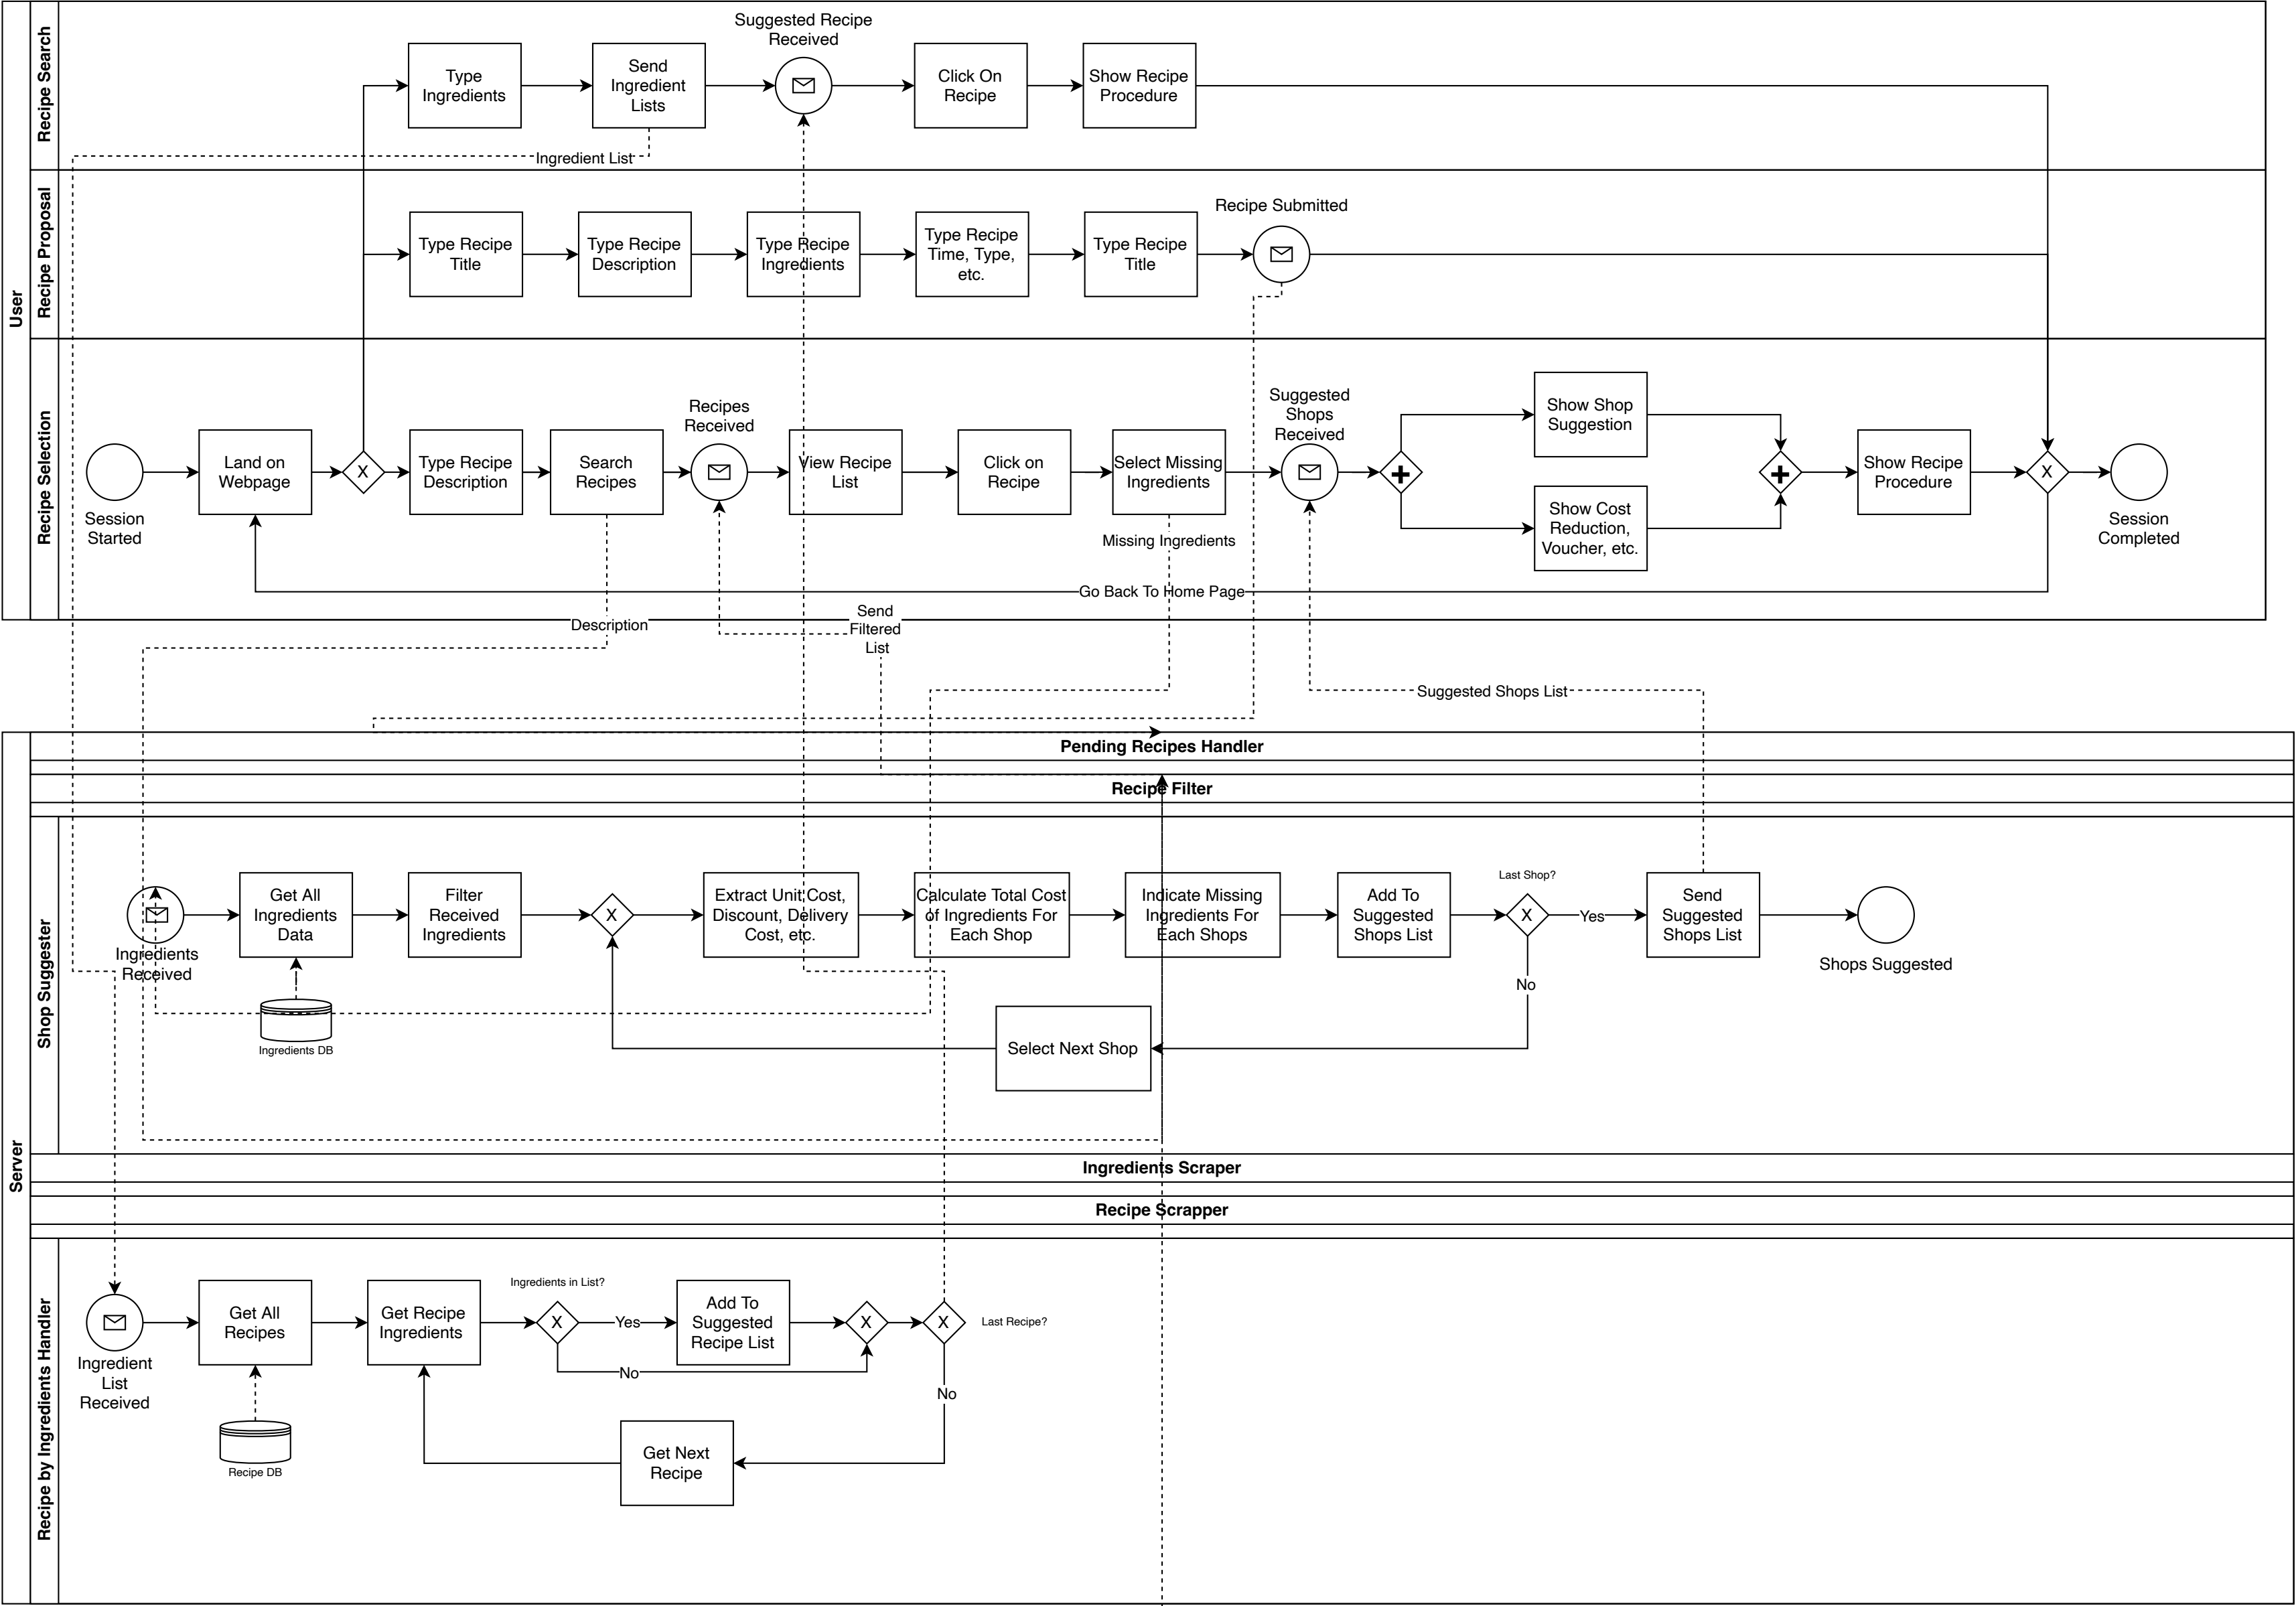 User
Recipe Search
Suggested Recipe
Received
Type
Ingredients
Send
Ingredient
Lists
Click On
Recipe
Show Recipe
Procedure
Ingredient List
Recipe Proposal
Recipe Submitted
Type Recipe
Title
Type Recipe
Description
Type Recipe
Ingredients
Type Recipe
Time, Type,
etc.
Type Recipe
Title
Recipe Selection
Session
Started
Land on
Webpage
X
Type Recipe
Description
Search
Recipes
Recipes
Received
View Recipe
List
Click on
Recipe
Select Missing
Ingredients
Suggested
Shops
Received
Show Shop
Suggestion
Show Cost
Reduction,
Voucher, etc.
Show Recipe
Procedure
X
Session
Completed
Missing Ingredients
Go Back To Home Page
Description
Send
Filtered
List
Suggested Shops List
Server
Pending Recipes Handler
Recipe Filter
Shop Suggester
Ingredients
Received
Get All
Ingredients
Data
Filter
Received
Ingredients
X
Extract Unit Cost,
Discount, Delivery
Cost, etc.
Calculate Total Cost
of Ingredients For
Each Shop
Indicate Missing
Ingredients For
Each Shops
Add To
Suggested
Shops List
Last Shop?
X
Yes
Send
Suggested
Shops List
Shops Suggested
No
Ingredients DB
Select Next Shop
Ingredients Scraper
Recipe Scrapper
Recipe by Ingredients Handler
Ingredient
List
Received
Get All
Recipes
Get Recipe
Ingredients
Ingredients in List?
X
Yes
Add To
Suggested
Recipe List
X
X
Last Recipe?
No
No
Recipe DB
Get Next
Recipe